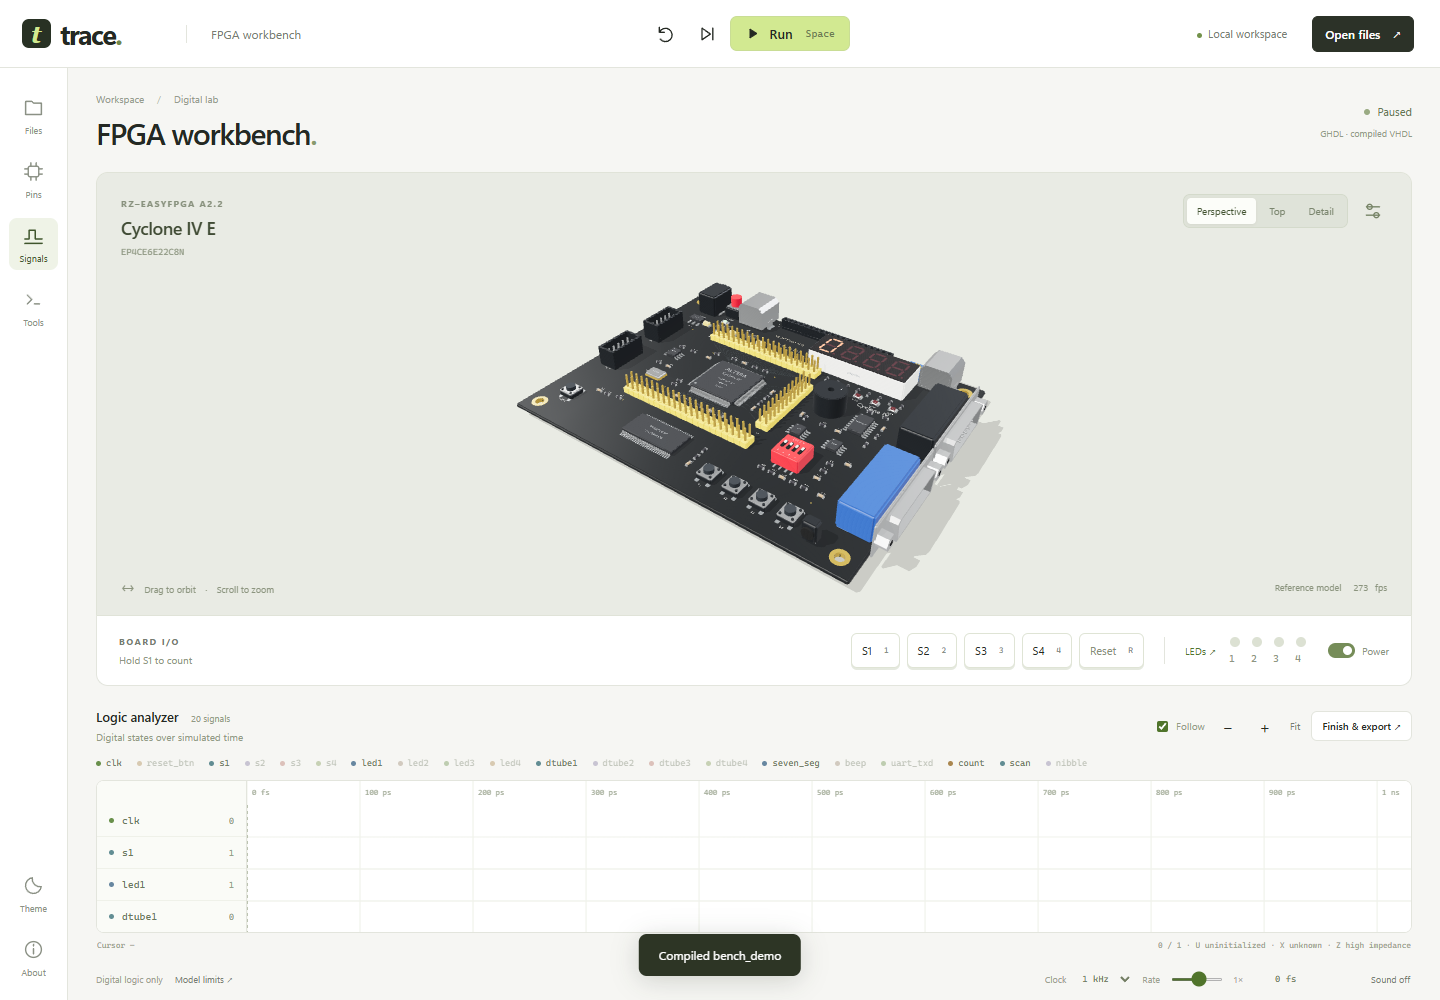 t trace.
FPGA workbench
Run Space
Local workspace
Open files ↗
Files
Pins
Signals
Tools
Theme
About
Workspace / Digital lab
FPGA workbench.
Paused
GHDL · compiled VHDL
RZ–EASYFPGA A2.2
Cyclone IV E
EP4CE6E22C8N
Perspective Top Detail
ALTERA
Drag to orbit · Scroll to zoom
Reference model 273 fps
BOARD I/O
Hold S1 to count
S1 1
S2 2
S3 3
S4 4
Reset R
LEDs ↗
1 2 3 4
Power
Logic analyzer 20 signals
Digital states over simulated time
Follow − + Fit
Finish & export ↗
clk reset_btn s1 s2 s3 s4 led1 led2 led3 led4 dtube1 dtube2 dtube3 dtube4 seven_seg beep uart_txd count scan nibble
0 fs 100 ps 200 ps 300 ps 400 ps 500 ps 600 ps 700 ps 800 ps 900 ps 1 ns
clk 0
s1 1
led1 1
dtube1 0
Cursor —
0 / 1 · U uninitialized · X unknown · Z high impedance
Compiled bench_demo
Digital logic only Model limits ↗
Clock 1 kHz Rate 1× 0 fs Sound off